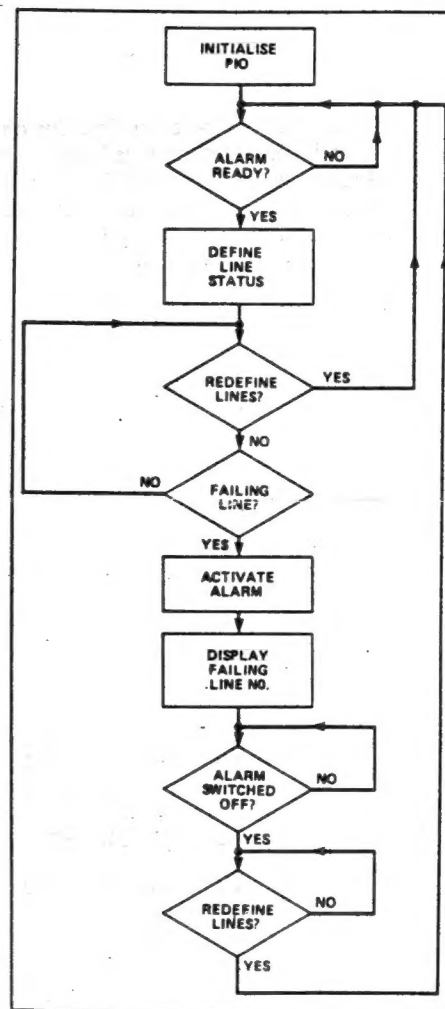 INITIALISE
PIO
ALARM
READY?
NO
YES
DEFINE
LINE
STATUS
REDEFINE
LINES?
YES
NO
NO
FAILING
LINE?
YES
ACTIVATE
ALARM
DISPLAY
FAILING
LINE NO.
ALARM
SWITCHED
OFF?
NO
YES
REDEFINE
LINES?
NO
YES